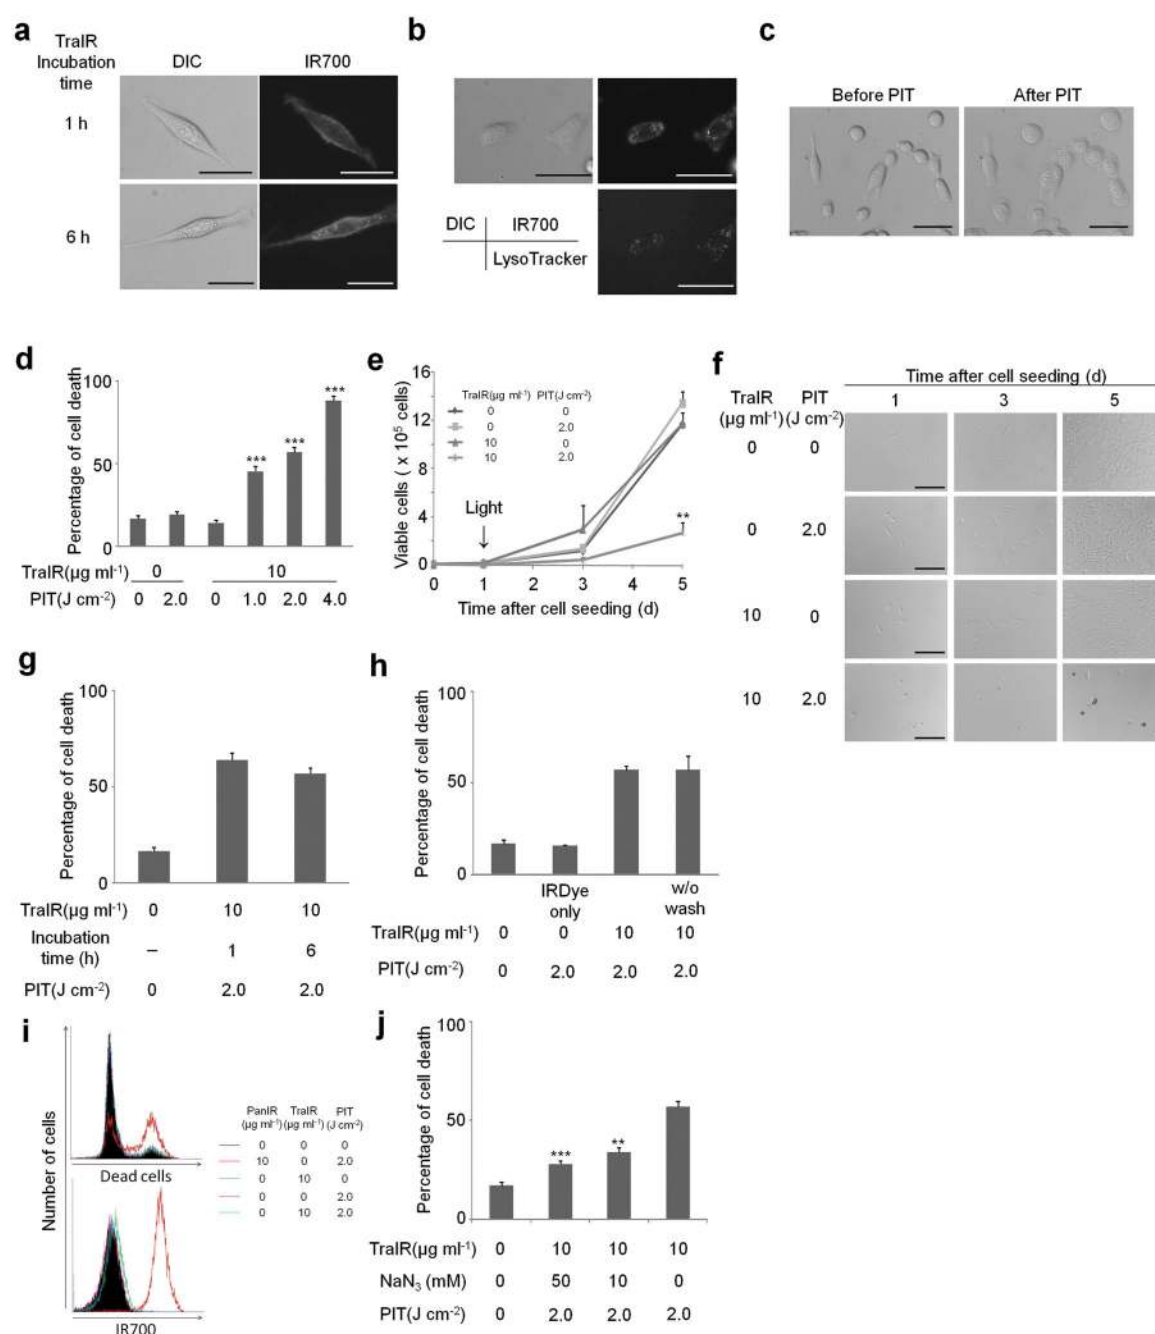 a
TraIR
Incubation
time
DIC
IR700
1 h
6 h
b
DIC
IR700
LysoTracker
c
Before PIT
After PIT
d
Percentage of cell death
100
50
0
***
***
***
TraIR(µg ml⁻¹)
0
10
PIT(J cm⁻²)
0
2.0
0
1.0
2.0
4.0
e
Viable cells ( x 10⁵ cells)
16
12
8
4
0
TraIR(µg ml⁻¹)
PIT(J cm⁻²)
0 0
0 2.0
10 0
10 2.0
Light
**
0 1 2 3 4 5
Time after cell seeding (d)
f
Time after cell seeding (d)
TraIR
(µg ml⁻¹)
PIT
(J cm⁻²)
1
3
5
0 0
0 2.0
10 0
10 2.0
g
Percentage of cell death
100
50
0
TraIR(µg ml⁻¹) 0 10 10
Incubation
time (h) – 1 6
PIT(J cm⁻²) 0 2.0 2.0
h
Percentage of cell death
100
50
0
IRDye
only
w/o
wash
TraIR(µg ml⁻¹) 0 0 10 10
PIT(J cm⁻²) 0 2.0 2.0 2.0
i
Number of cells
Dead cells
IR700
PanIR
(µg ml⁻¹)
TraIR
(µg ml⁻¹)
PIT
(J cm⁻²)
0 0 0
10 0 2.0
0 10 0
0 0 2.0
0 10 2.0
j
Percentage of cell death
100
50
0
***
**
TraIR(µg ml⁻¹) 0 10 10 10
NaN₃ (mM) 0 50 10 0
PIT(J cm⁻²) 0 2.0 2.0 2.0